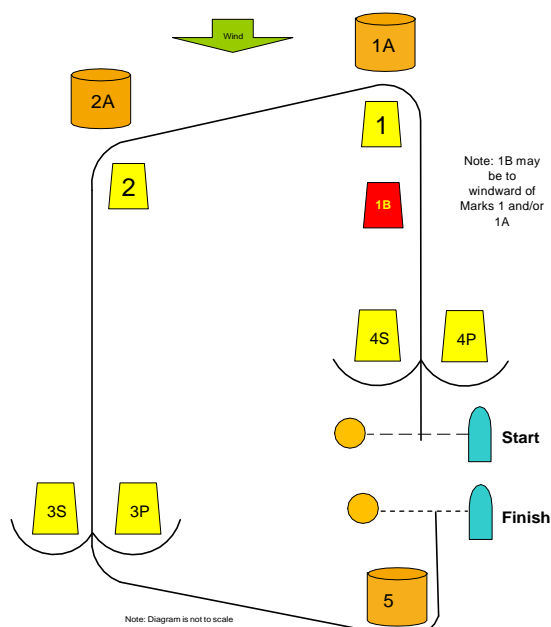 Wind
1A
2A
1
2
1B
Note: 1B may
be to
windward of
Marks 1 and/or
1A
4S
4P
Start
3S
3P
Finish
5
Note: Diagram is not to scale